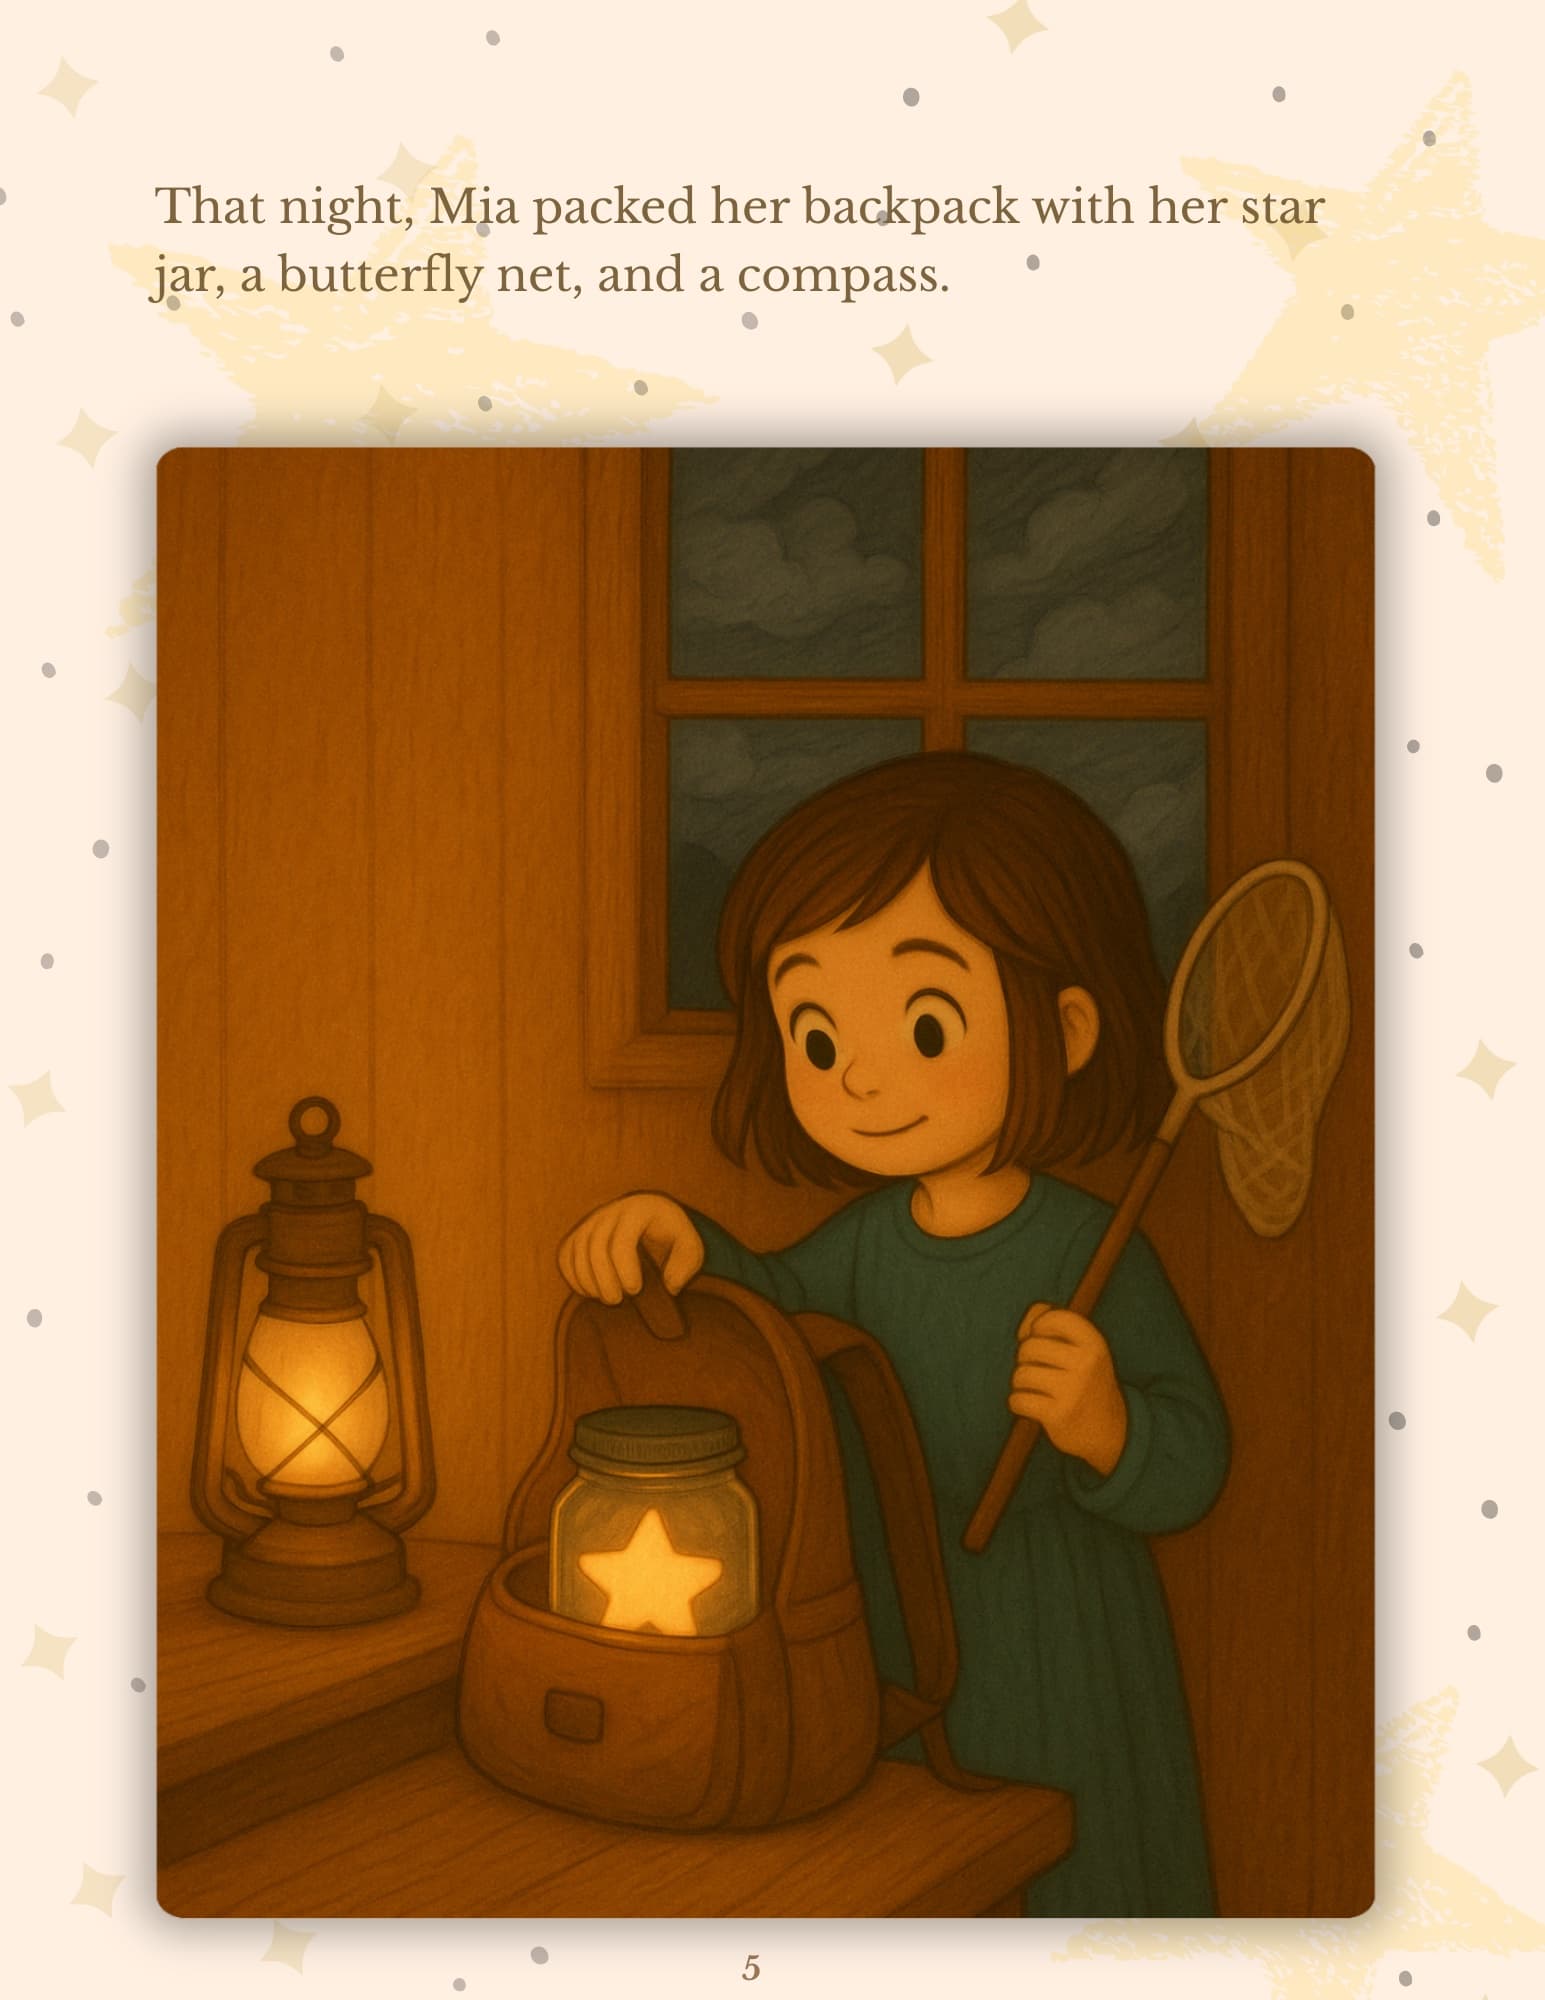 That night, Mia packed her backpack with her star
jar, a butterfly net, and a compass.
5